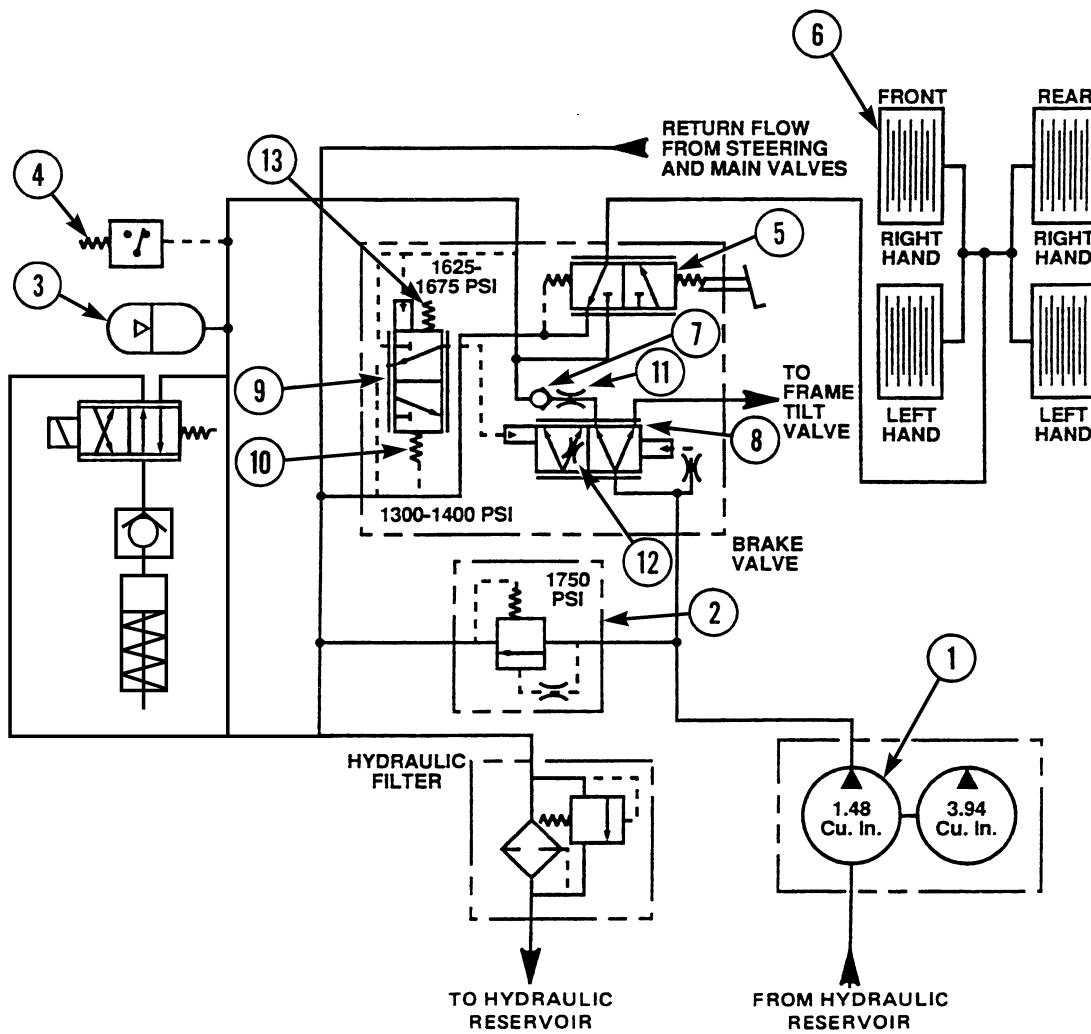 6
FRONT
REAR
RETURN FLOW
FROM STEERING
AND MAIN VALVES
13
4
RIGHT
HAND
RIGHT
HAND
5
1625-
1675 PSI
3
7
11
TO
FRAME
TILT
VALVE
9
8
LEFT
HAND
LEFT
HAND
10
1300-1400 PSI
12
BRAKE
VALVE
1750
PSI
2
1
HYDRAULIC
FILTER
1.48
Cu. In.
3.94
Cu. In.
TO HYDRAULIC
RESERVOIR
FROM HYDRAULIC
RESERVOIR